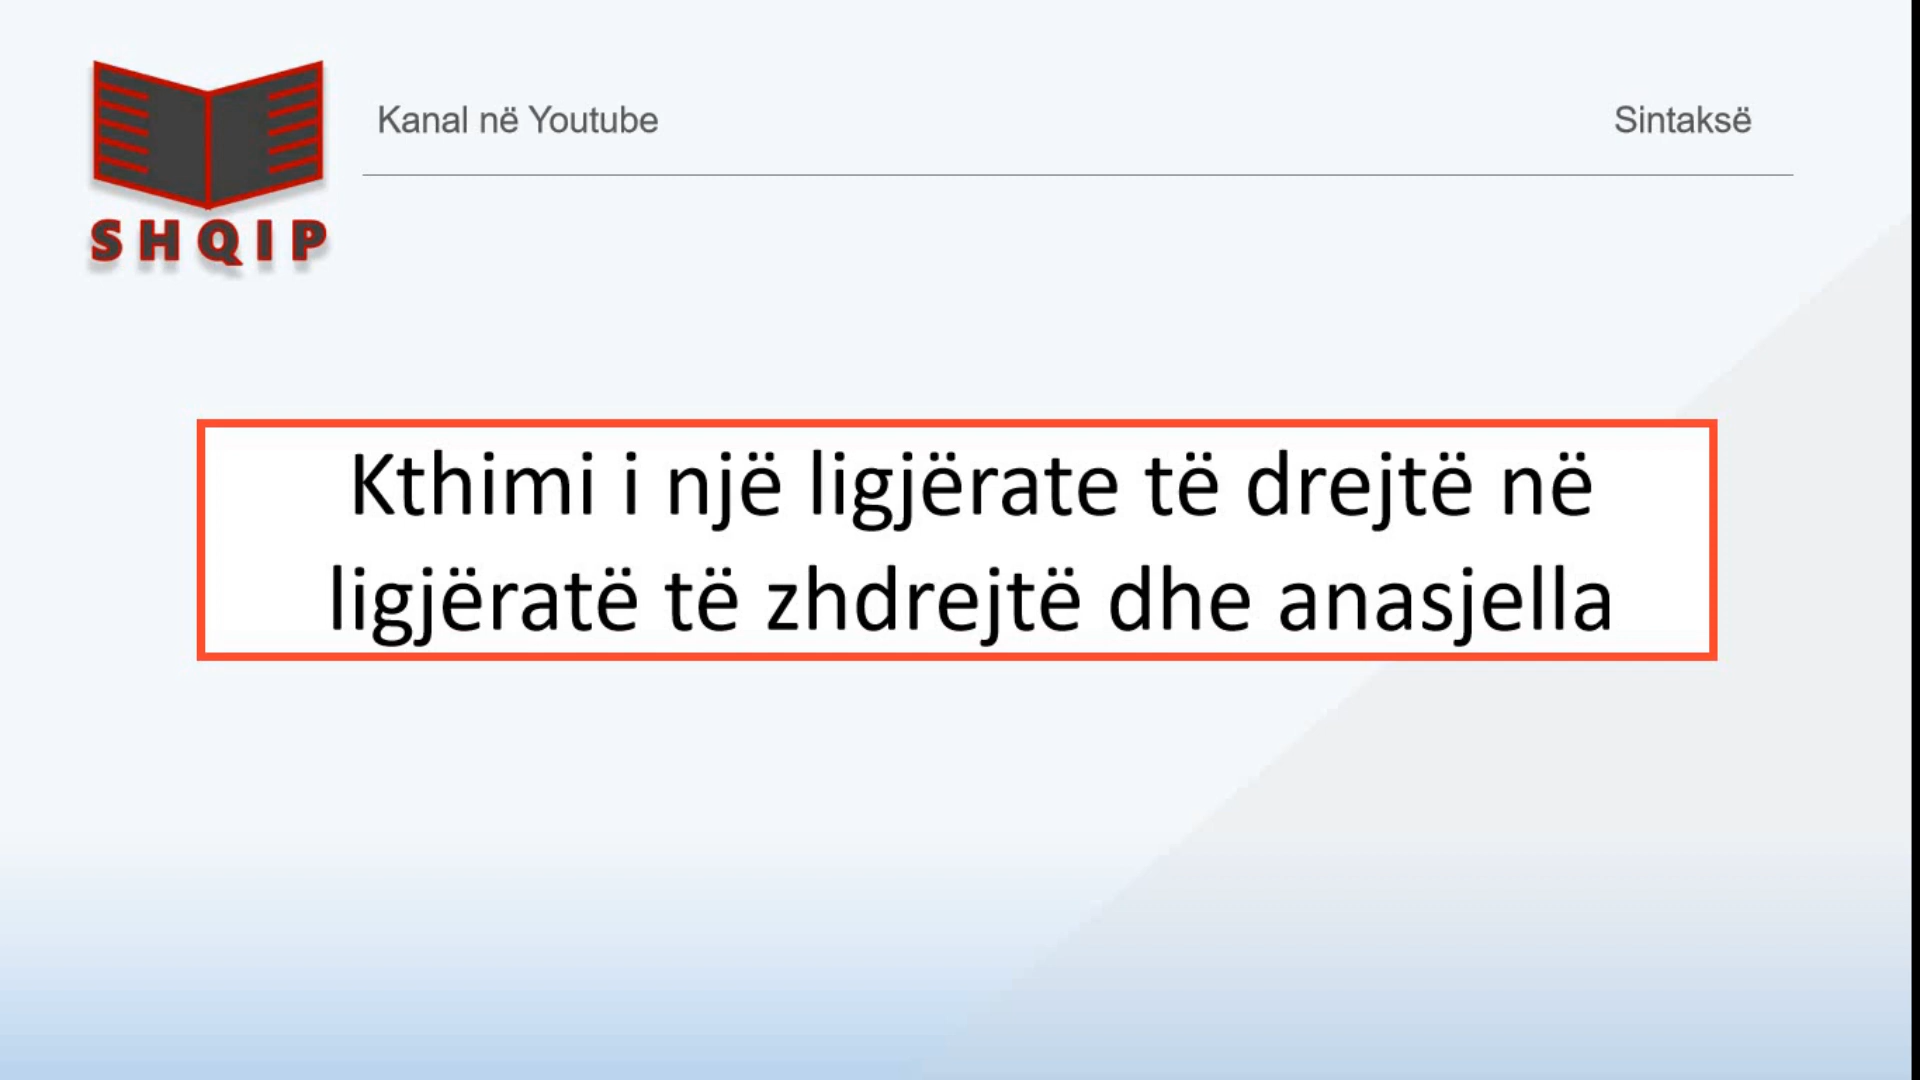 Kanal në Youtube
Sintaksë
SHQIP
Kthimi i një ligjërate të drejtë në
ligjëratë të zhdrejtë dhe anasjella